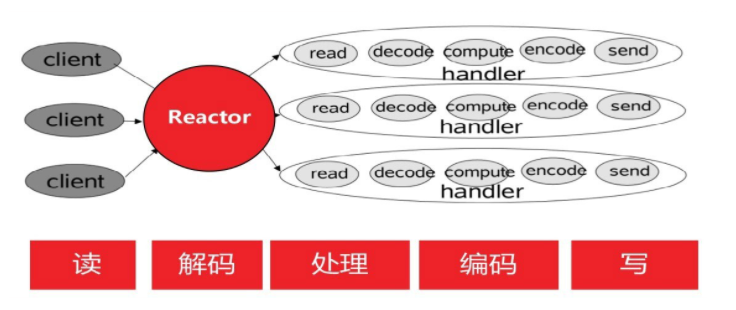 client
client
client
Reactor
read decode compute encode send
handler
read decode compute encode send
handler
read decode compute encode send
handler
读 解码 处理 编码 写